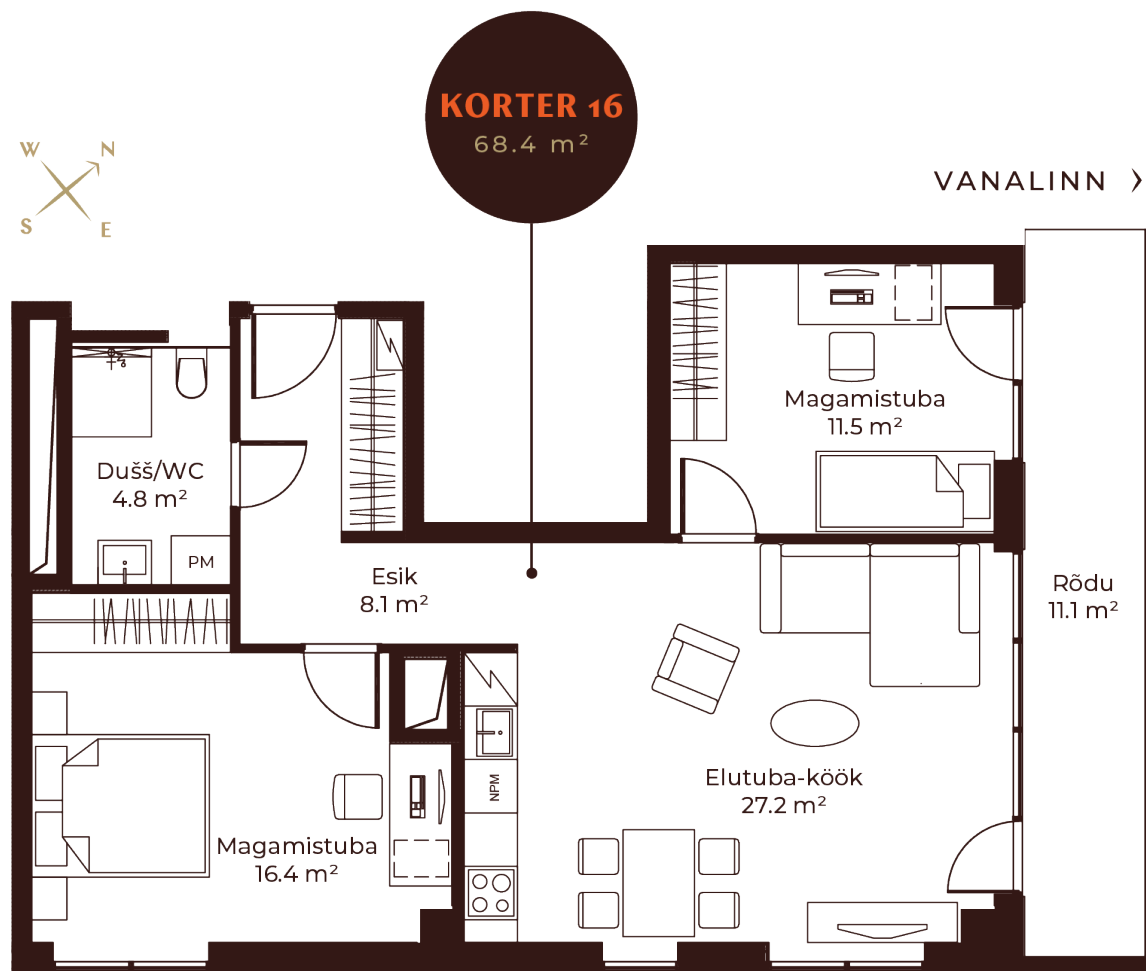 KORTER 16
68.4 m²
W N
S E
VANALINN
Magamistuba
11.5 m²
Dušš/WC
4.8 m²
PM
Esik
8.1 m²
Rõdu
11.1 m²
Elutuba-köök
27.2 m²
NPM
Magamistuba
16.4 m²